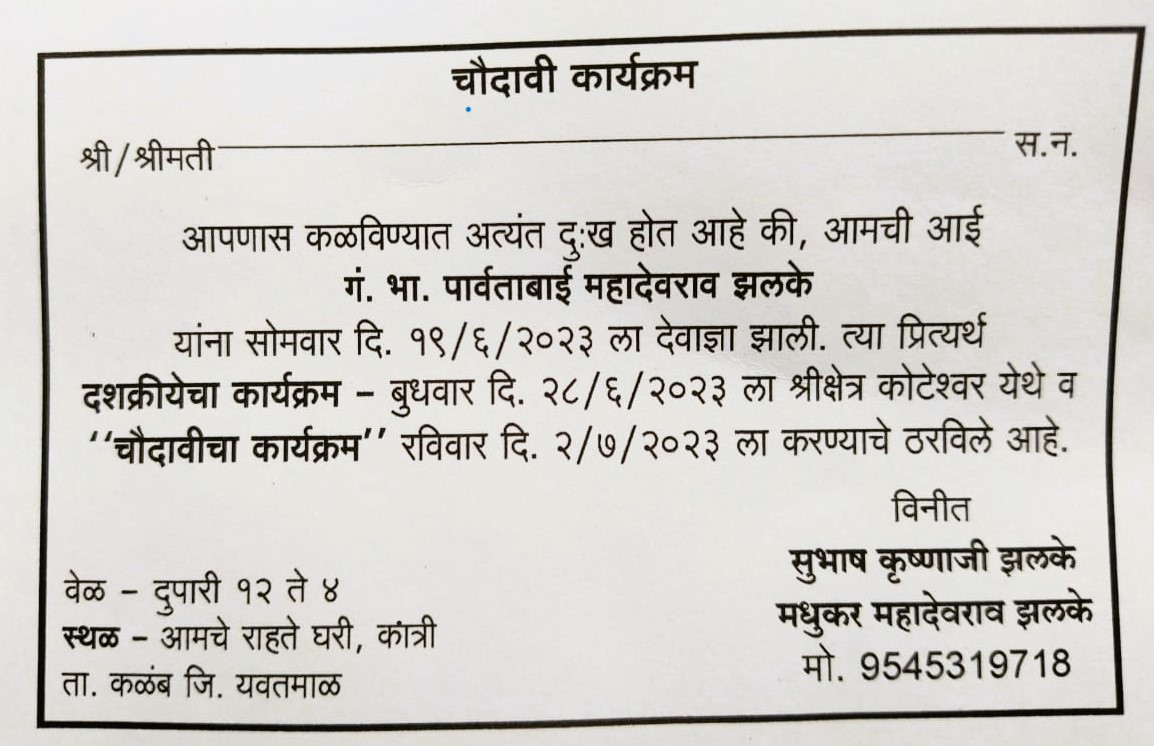 चौदावी कार्यक्रम
श्री/श्रीमती स.न.
आपणास कळविण्यात अत्यंत दुःख होत आहे की, आमची आई
गं. भा. पार्वताबाई महादेवराव झलके
यांना सोमवार दि. १९/६/२०२३ ला देवाज्ञा झाली. त्या प्रित्यर्थ
दशक्रीयेचा कार्यक्रम – बुधवार दि. २८/६/२०२३ ला श्रीक्षेत्र कोटेश्वर येथे व
‘‘चौदावीचा कार्यक्रम’’ रविवार दि. २/७/२०२३ ला करण्याचे ठरविले आहे.
विनीत
सुभाष कृष्णाजी झलके
मधुकर महादेवराव झलके
मो. 9545319718
वेळ – दुपारी १२ ते ४
स्थळ – आमचे राहते घरी, कात्री
ता. कळंब जि. यवतमाळ